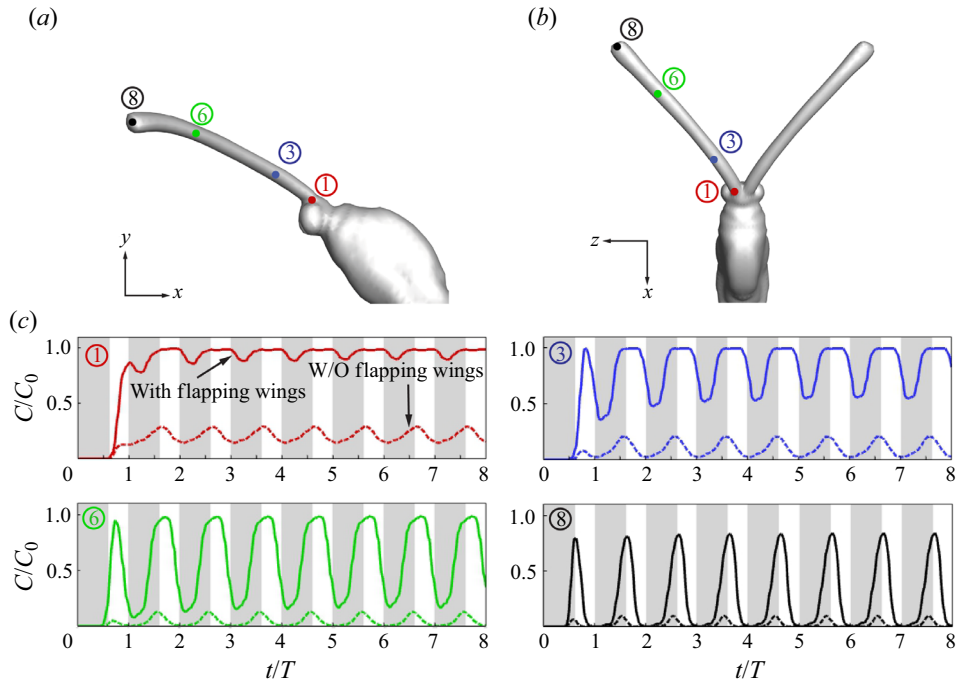 (a)
(b)
⑧
⑥
③
①
y
x
⑧
⑥
③
①
z
x
(c)
①
1.0
0.5
C/C₀
With flapping wings
W/O flapping wings
0 1 2 3 4 5 6 7 8
③
1.0
0.5
0 1 2 3 4 5 6 7 8
⑥
1.0
0.5
C/C₀
0 1 2 3 4 5 6 7 8
t/T
⑧
1.0
0.5
0 1 2 3 4 5 6 7 8
t/T